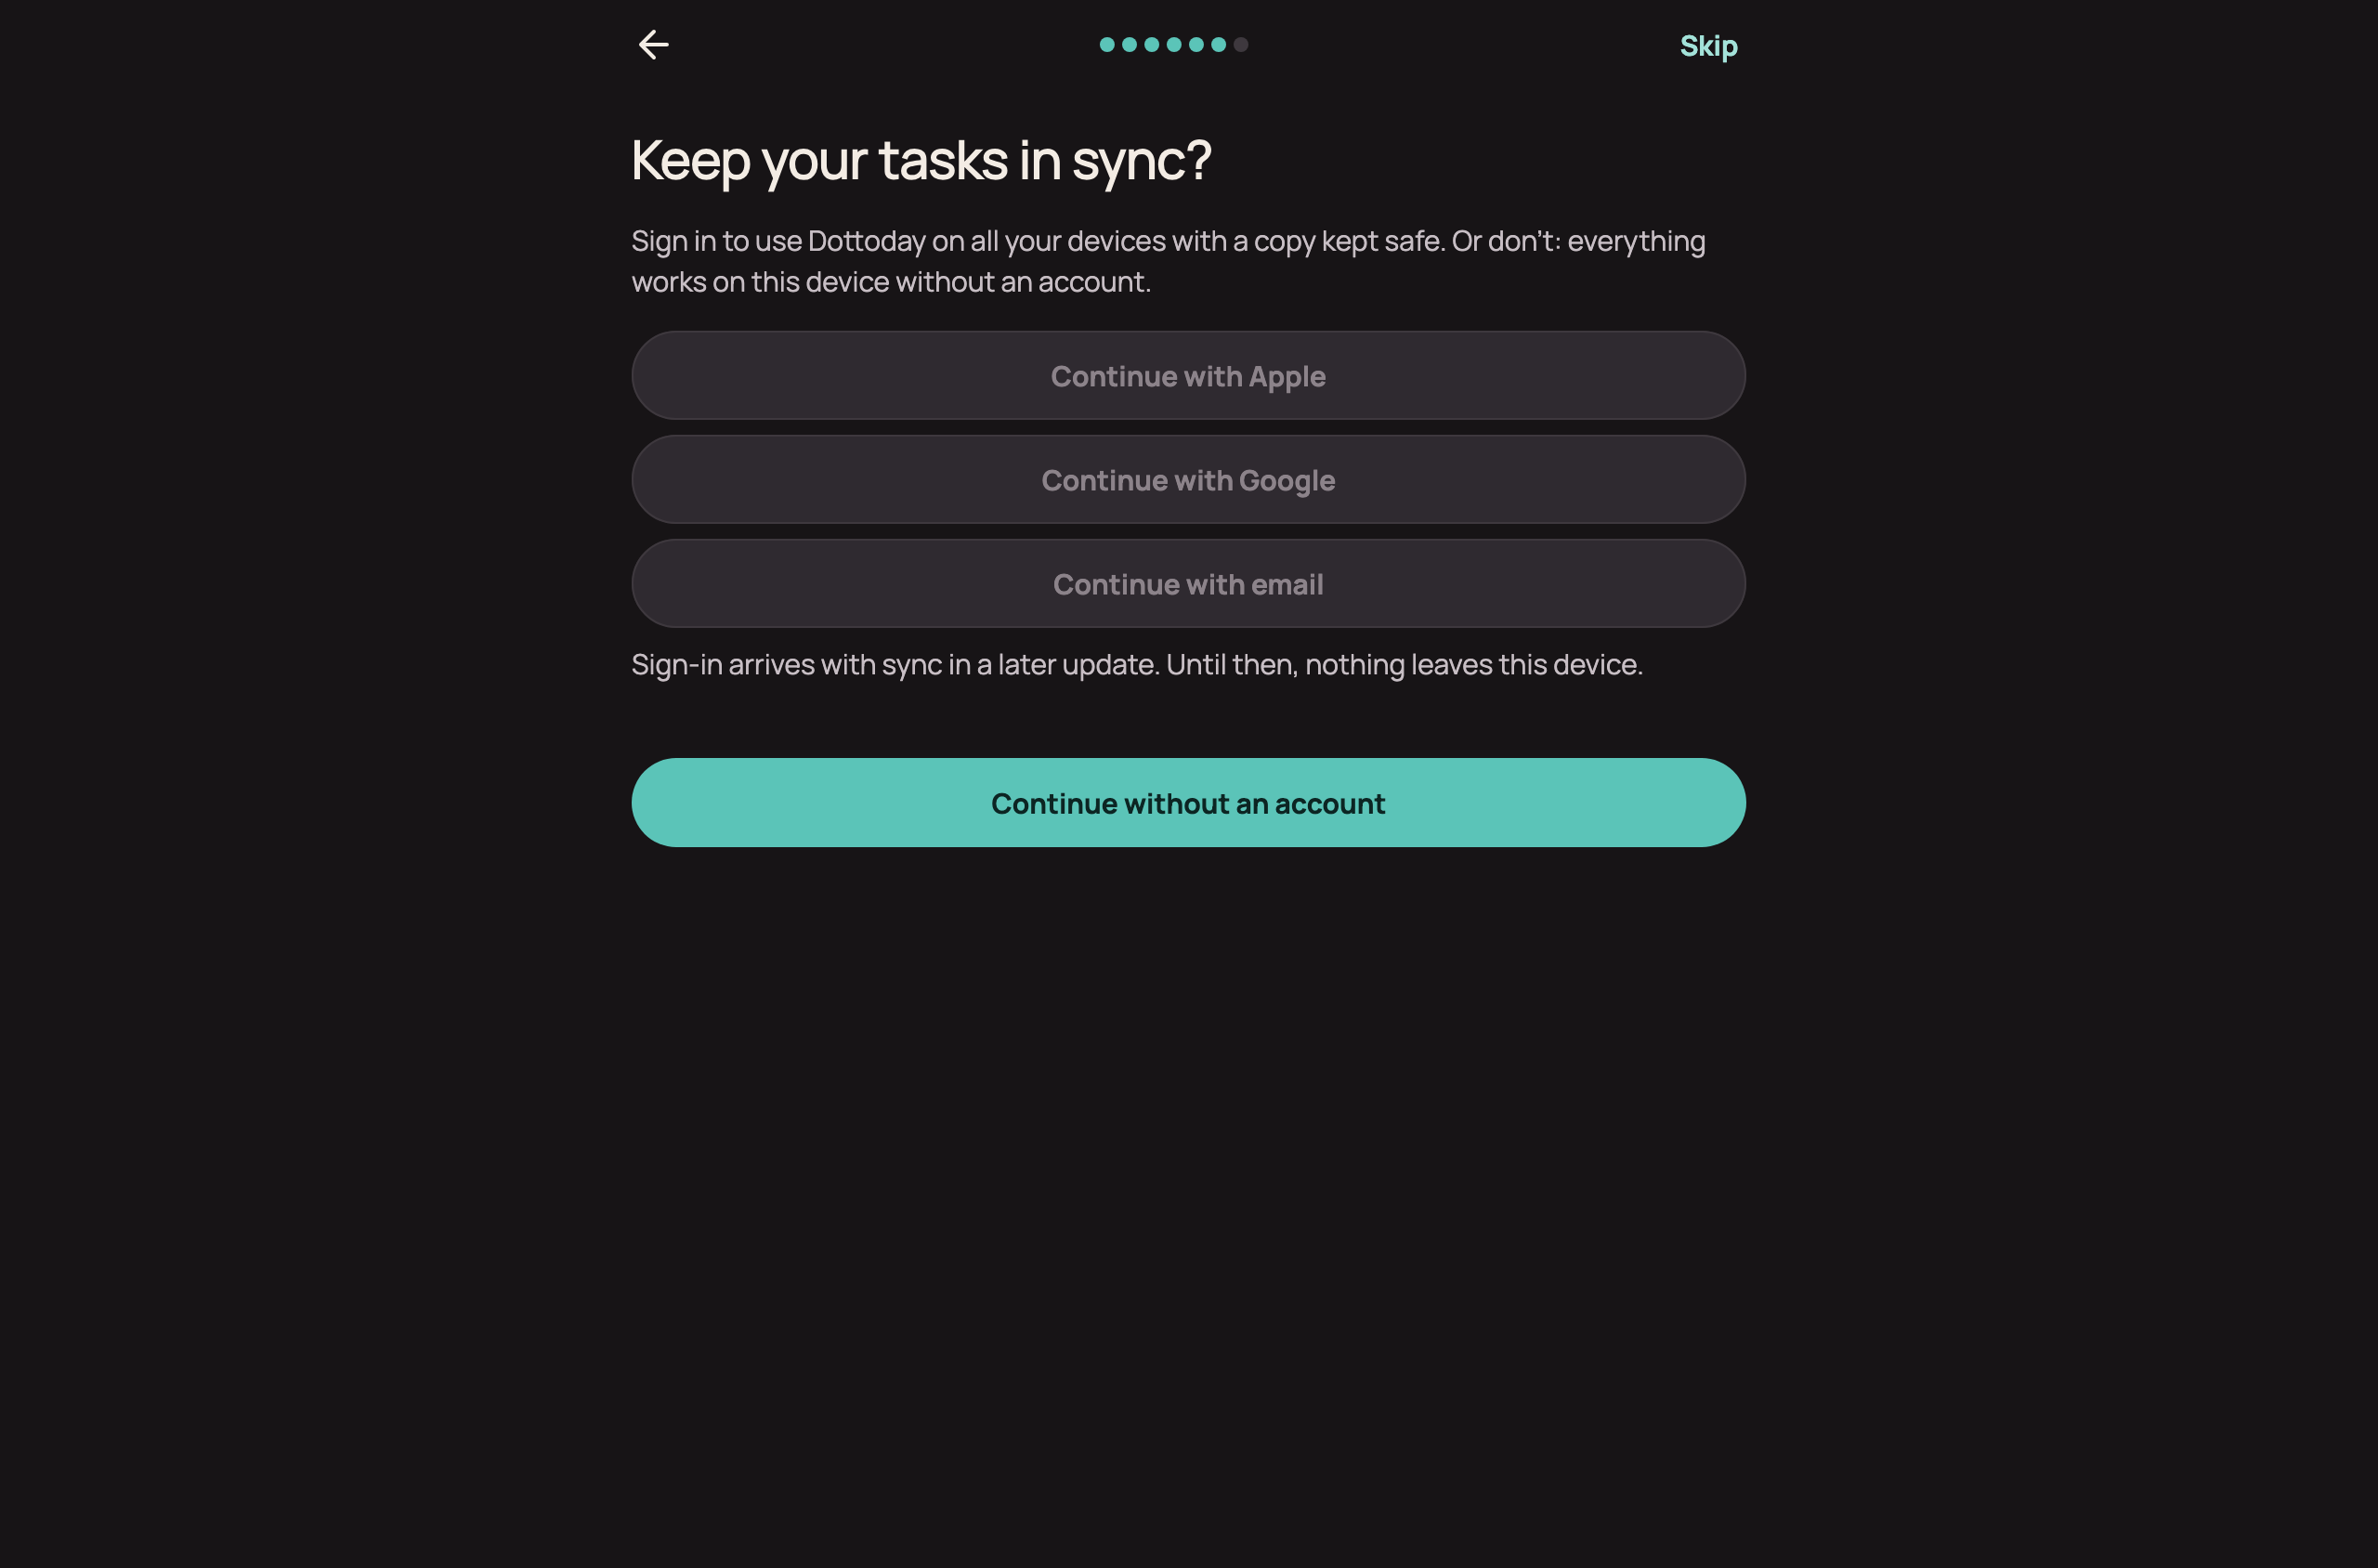 Skip
Keep your tasks in sync?
Sign in to use Dottoday on all your devices with a copy kept safe. Or don’t: everything
works on this device without an account.
Continue with Apple
Continue with Google
Continue with email
Sign-in arrives with sync in a later update. Until then, nothing leaves this device.
Continue without an account